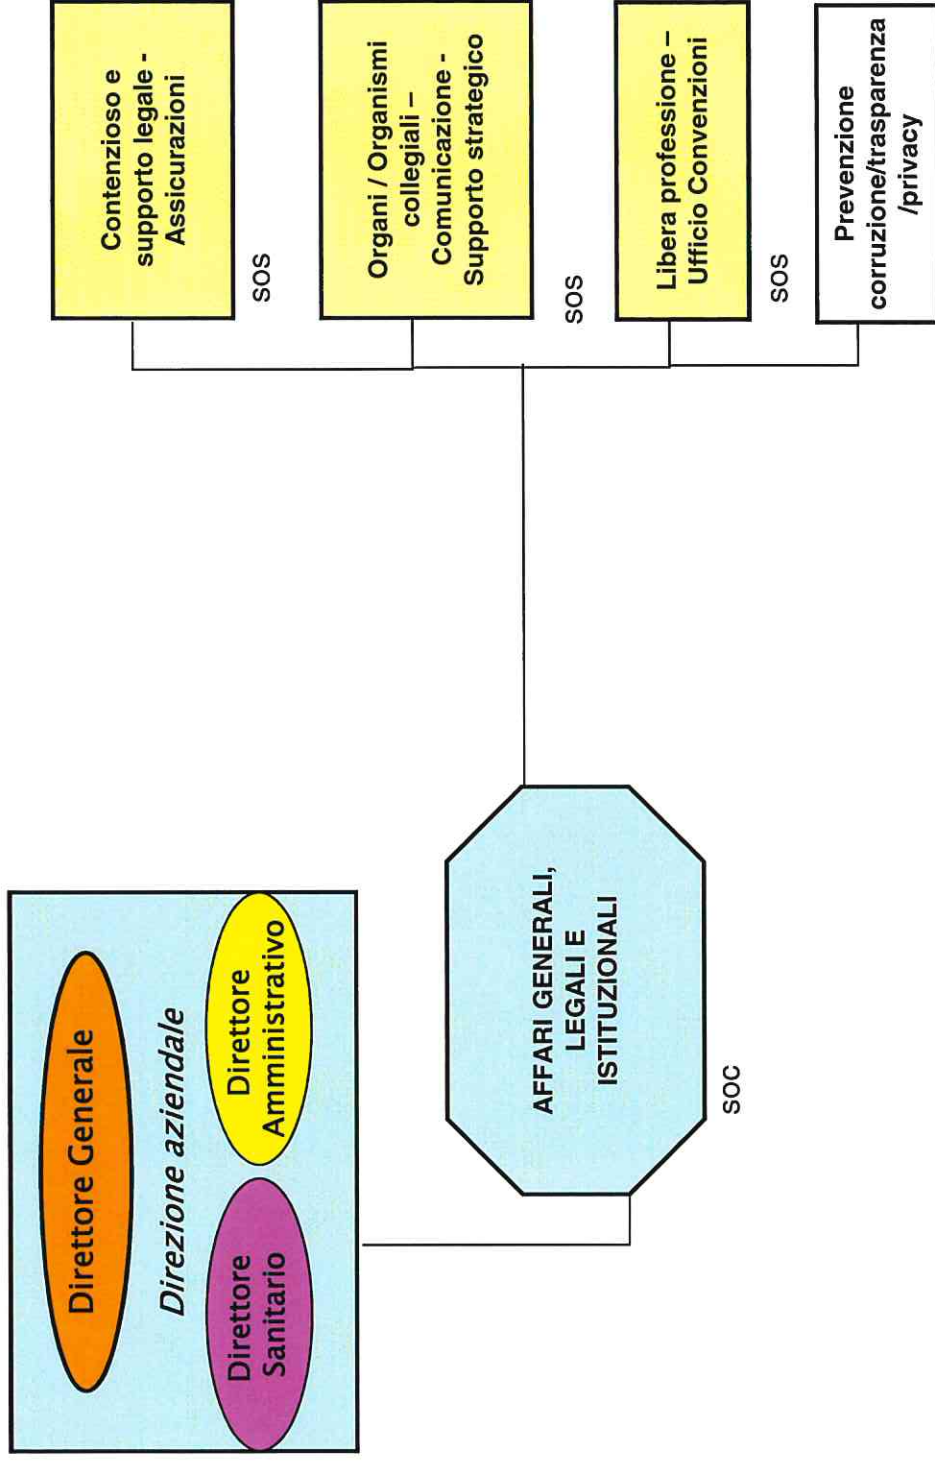 Direttore Generale
Direzione aziendale
Direttore
Sanitario
Direttore
Amministrativo
AFFARI GENERALI,
LEGALI E
ISTITUZIONALI
SOC
Contenzioso e
supporto legale -
Assicurazioni
SOS
Organi / Organismi
collegiali –
Comunicazione -
Supporto strategico
SOS
Libera professione –
Ufficio Convenzioni
SOS
Prevenzione
corruzione/trasparenza
/privacy